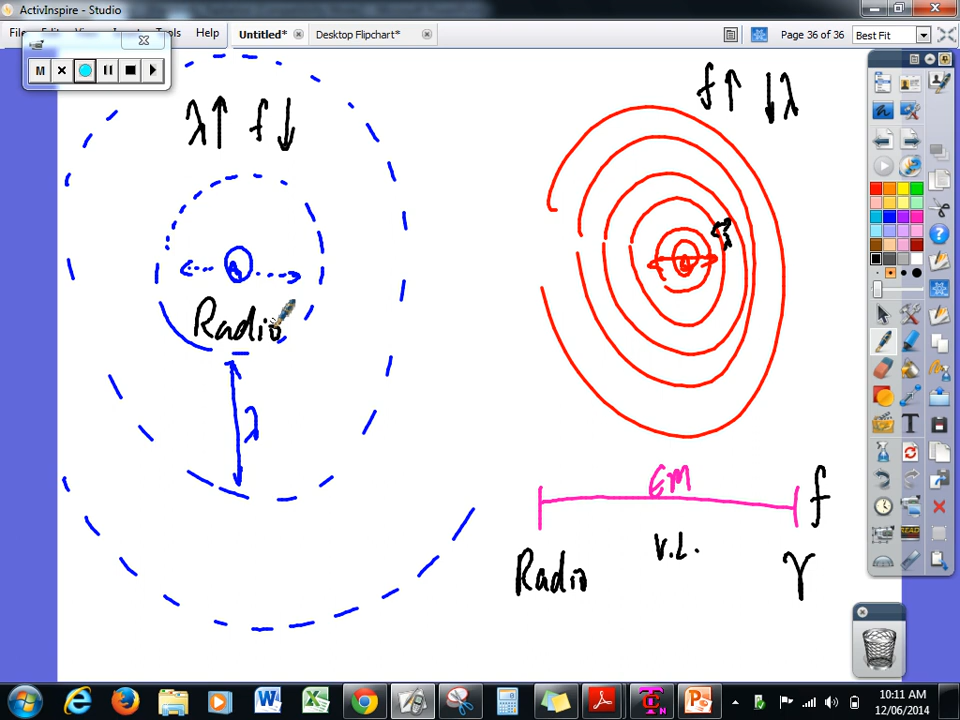 ActivInspire - Studio
Tools Help Untitled* Desktop Flipchart* Page 36 of 36 Best Fit
M
λ↑ f↓
f↑ ↓λ
λ
Radio
λ
EM
f
Radio v.L. γ
T
10:11 AM
12/06/2014